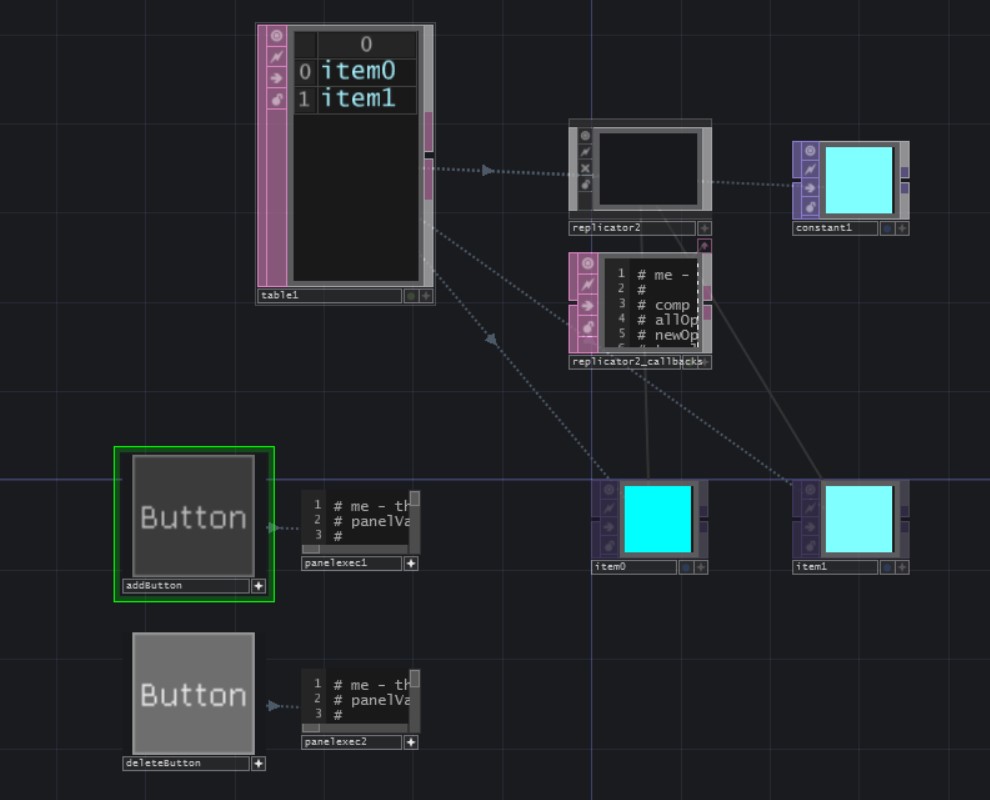 0
0 item0
1 item1
table1
replicator2
constant1
1 # me -
2 #
3 # comp
4 # allOp
5 # newOp
replicator2_callbacks
Button
addButton
1 # me - th
2 # panelVa
3 #
panelexec1
item0
item1
Button
deleteButton
1 # me - th
2 # panelVa
3 #
panelexec2